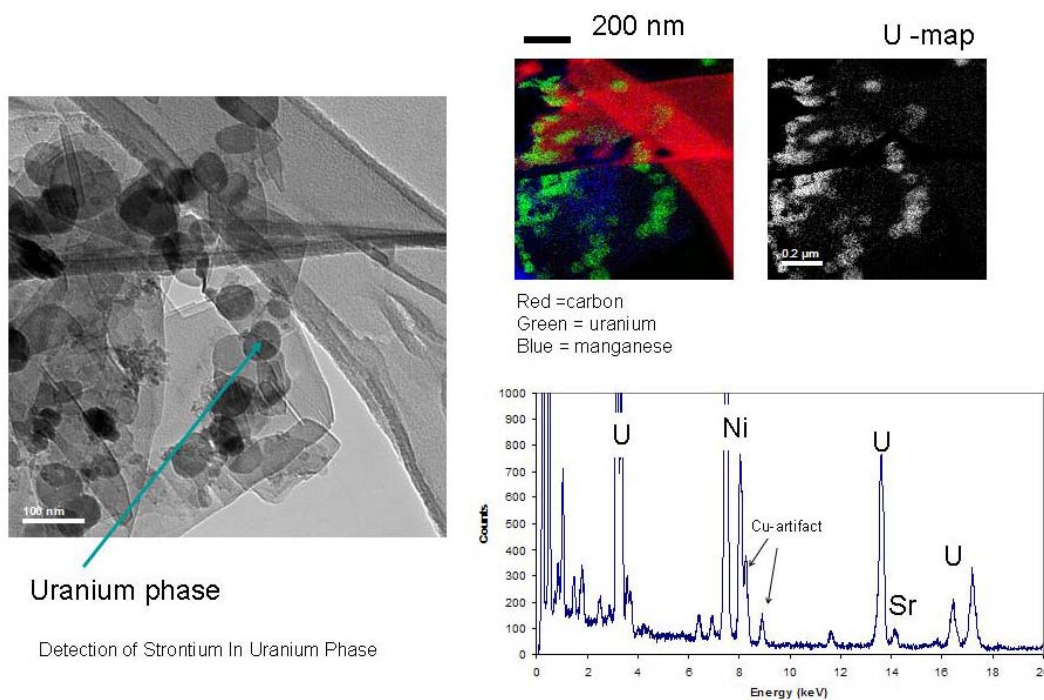 200 nm
U -map
100 nm
Uranium phase
Detection of Strontium In Uranium Phase
0.2 µm
Red =carbon
Green = uranium
Blue = manganese
1000
900
800
700
600
500
400
300
200
100
0
Counts
U
Ni
Cu-artifact
U
Sr
U
0 2 4 6 8 10 12 14 16 18 20
Energy (keV)